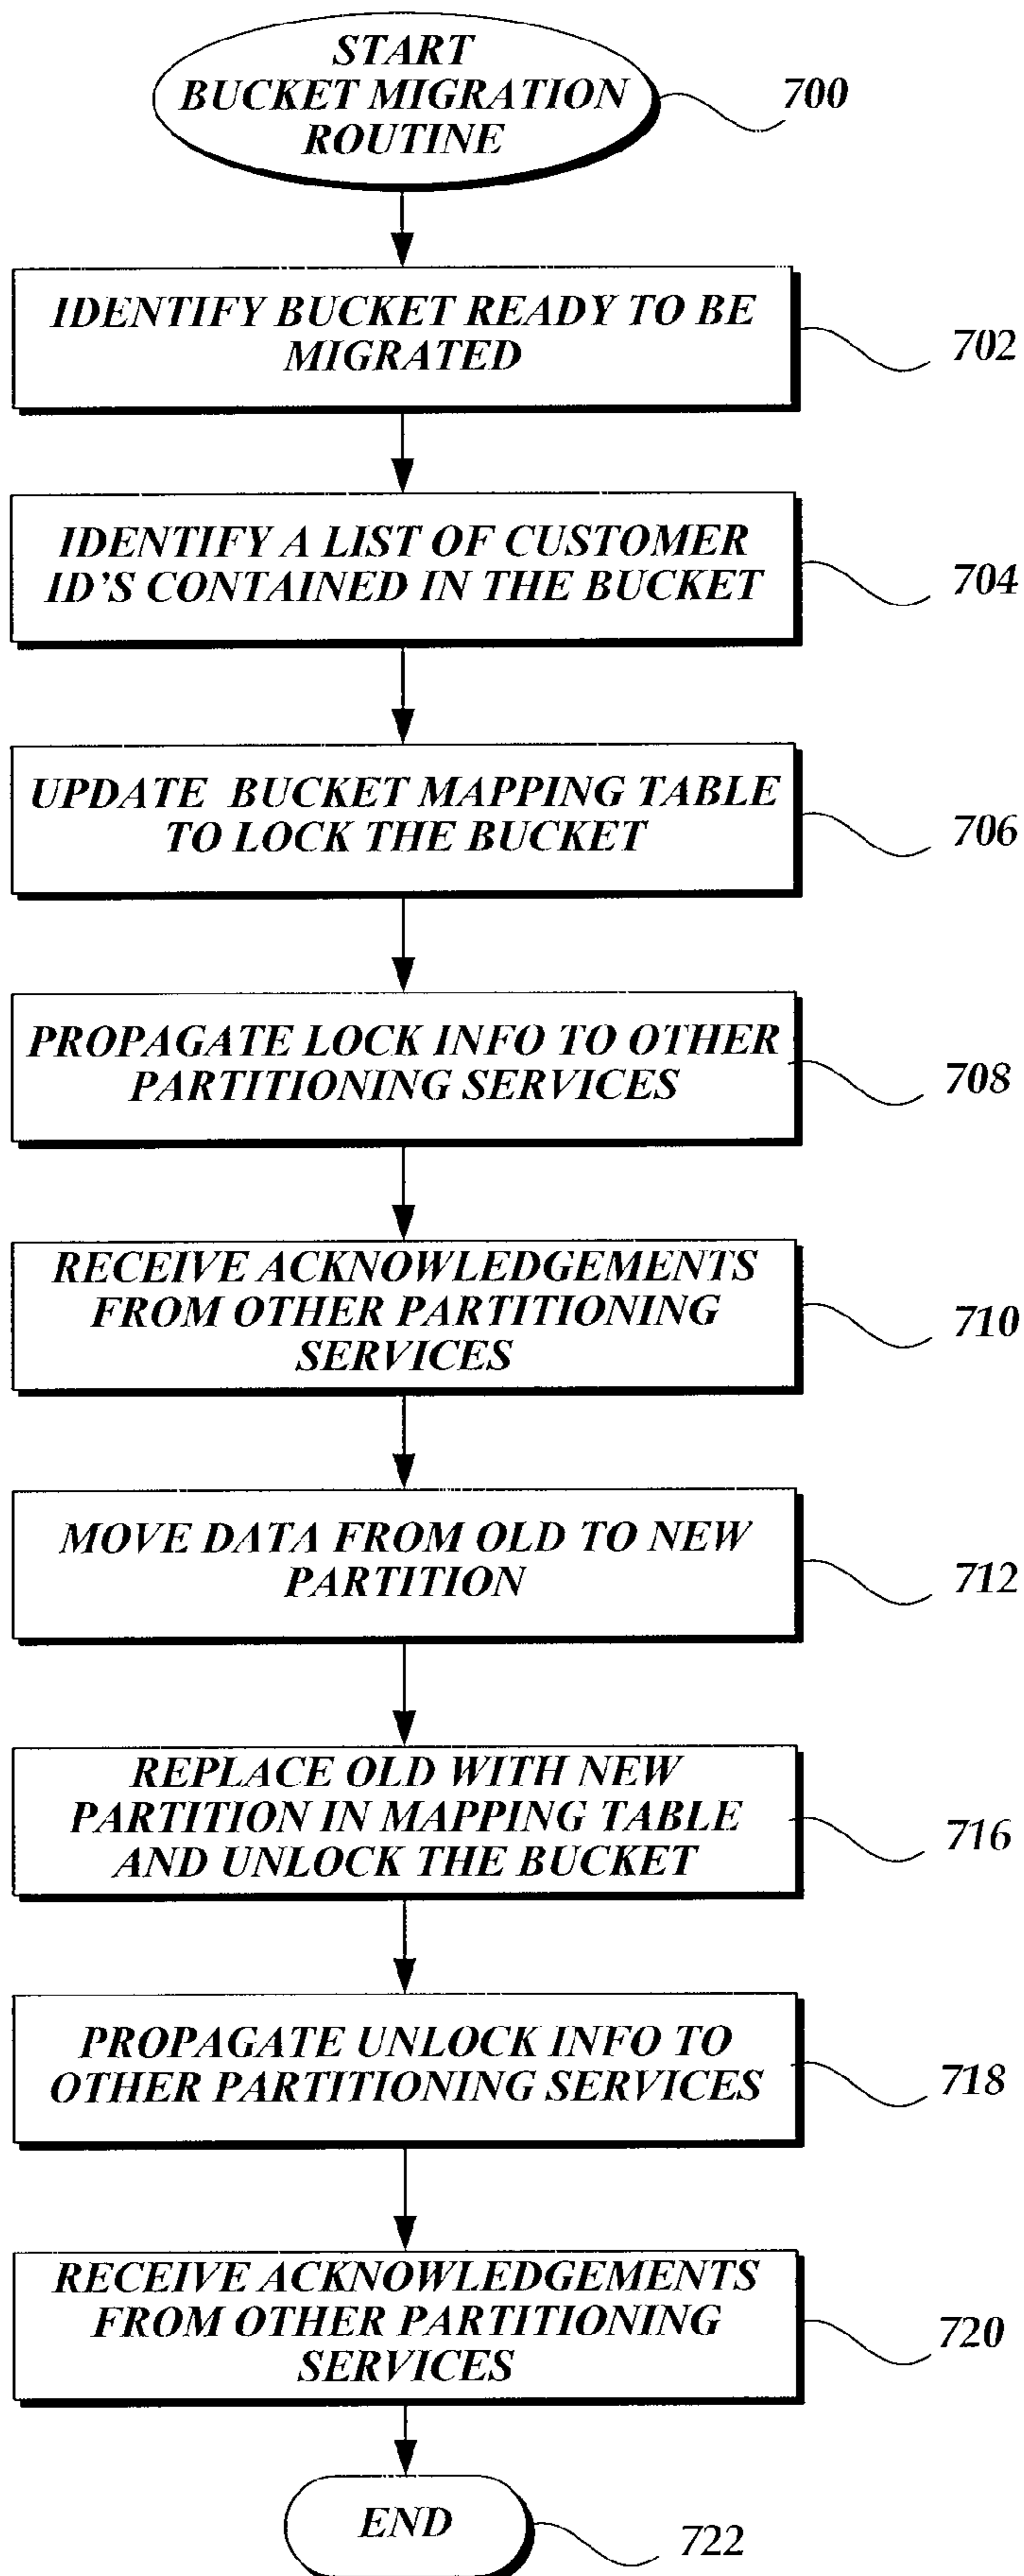 START
BUCKET MIGRATION
ROUTINE
700
IDENTIFY BUCKET READY TO BE
MIGRATED
702
IDENTIFY A LIST OF CUSTOMER
ID'S CONTAINED IN THE BUCKET
704
UPDATE BUCKET MAPPING TABLE
TO LOCK THE BUCKET
706
PROPAGATE LOCK INFO TO OTHER
PARTITIONING SERVICES
708
RECEIVE ACKNOWLEDGEMENTS
FROM OTHER PARTITIONING
SERVICES
710
MOVE DATA FROM OLD TO NEW
PARTITION
712
REPLACE OLD WITH NEW
PARTITION IN MAPPING TABLE
AND UNLOCK THE BUCKET
716
PROPAGATE UNLOCK INFO TO
OTHER PARTITIONING SERVICES
718
RECEIVE ACKNOWLEDGEMENTS
FROM OTHER PARTITIONING
SERVICES
720
END
722